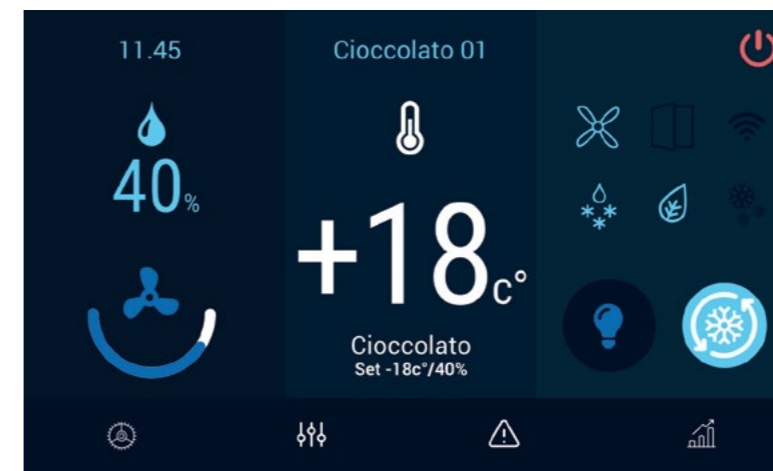 11.45
Cioccolato 01
40%
+18c°
Cioccolato
Set -18c°/40%